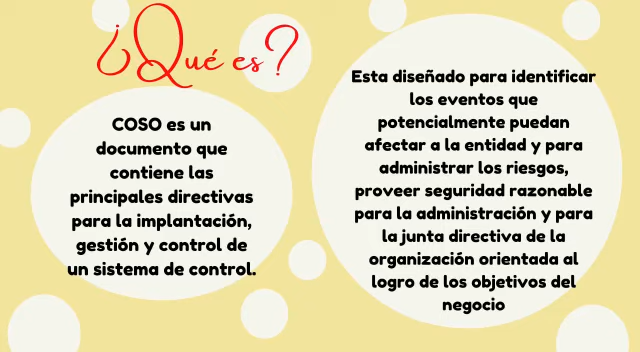 ¿Qué es?
COSO es un
documento que
contiene las
principales directivas
para la implantación,
gestión y control de
un sistema de control.
Esta diseñado para identificar
los eventos que
potencialmente puedan
afectar a la entidad y para
administrar los riesgos,
proveer seguridad razonable
para la administración y para
la junta directiva de la
organización orientada al
logro de los objetivos del
negocio